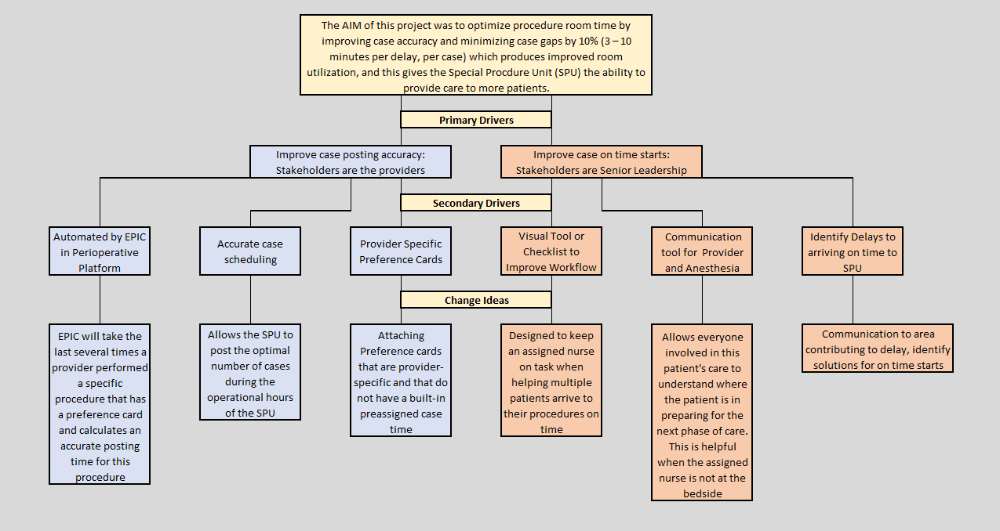 The AIM of this project was to optimize procedure room time by
improving case accuracy and minimizing case gaps by 10% (3 – 10
minutes per delay, per case) which produces improved room
utilization, and this gives the Special Procdure Unit (SPU) the ability to
provide care to more patients.
Primary Drivers
Improve case posting accuracy:
Stakeholders are the providers
Improve case on time starts:
Stakeholders are Senior Leadership
Secondary Drivers
Automated by EPIC
in Perioperative
Platform
Accurate case
scheduling
Provider Specific
Preference Cards
Visual Tool or
Checklist to
Improve Workflow
Communication
tool for Provider
and Anesthesia
Identify Delays to
arriving on time to
SPU
Change Ideas
EPIC will take the
last several times a
provider performed
a specific
procedure that has
a preference card
and calculates an
accurate posting
time for this
procedure
Allows the SPU to
post the optimal
number of cases
during the
operational hours
of the SPU
Attaching
Preference cards
that are provider-
specific and that do
not have a built-in
preassigned case
time
Designed to keep
an assigned nurse
on task when
helping multiple
patients arrive to
their procedures on
time
Allows everyone
involved in this
patient's care to
understand where
the patient is in
preparing for the
next phase of care.
This is helpful
when the assigned
nurse is not at the
bedside
Communication to area
contributing to delay, identify
solutions for on time starts